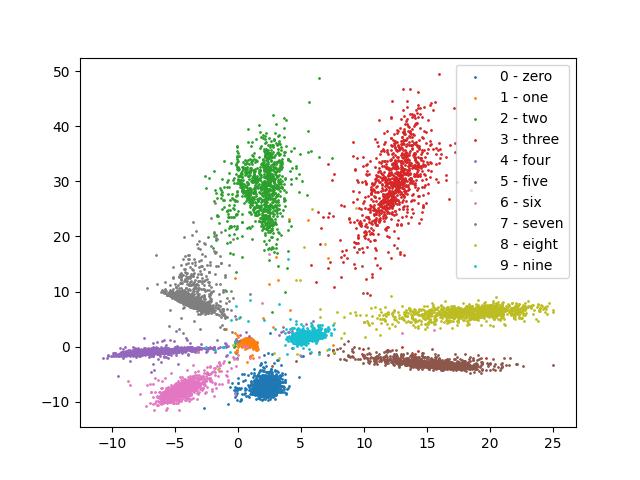 50
40
30
20
10
0
−10
−10
−5
0
5
10
15
20
25
0 - zero
1 - one
2 - two
3 - three
4 - four
5 - five
6 - six
7 - seven
8 - eight
9 - nine